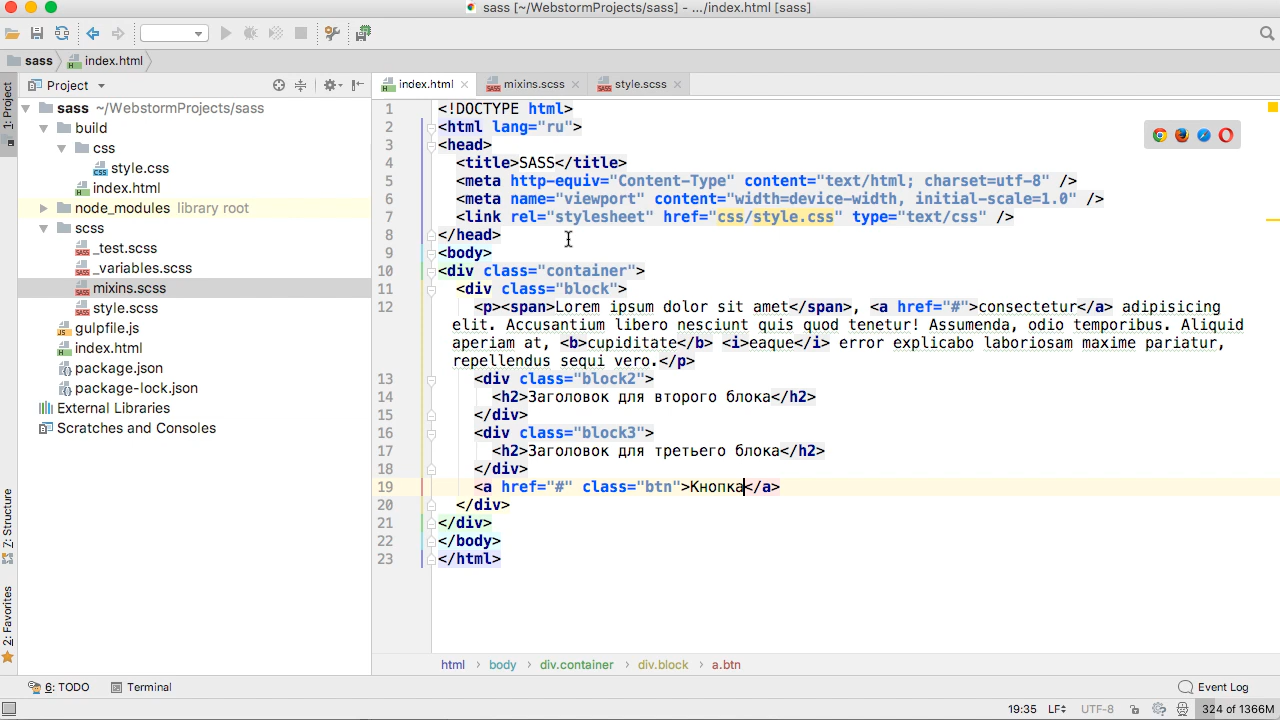 sass [~/WebstormProjects/sass] - .../index.html [sass]
sass index.html
Project
index.html mixins.scss style.scss
1: Project
sass ~/WebstormProjects/sass
build
css
style.css
index.html
node_modules library root
scss
_test.scss
_variables.scss
mixins.scss
style.scss
gulpfile.js
index.html
package.json
package-lock.json
External Libraries
Scratches and Consoles
7: Structure
2: Favorites
1 <!DOCTYPE html>
2 <html lang="ru">
3 <head>
4 <title>SASS</title>
5 <meta http-equiv="Content-Type" content="text/html; charset=utf-8" />
6 <meta name="viewport" content="width=device-width, initial-scale=1.0" />
7 <link rel="stylesheet" href="css/style.css" type="text/css" />
8 </head>
9 <body>
10 <div class="container">
11 <div class="block">
12 <p><span>Lorem ipsum dolor sit amet</span>, <a href="#">consectetur</a> adipisicing
elit. Accusantium libero nesciunt quis quod tenetur! Assumenda, odio temporibus. Aliquid
aperiam at, <b>cupiditate</b> <i>eaque</i> error explicabo laboriosam maxime pariatur,
repellendus sequi vero.</p>
13 <div class="block2">
14 <h2>Заголовок для второго блока</h2>
15 </div>
16 <div class="block3">
17 <h2>Заголовок для третьего блока</h2>
18 </div>
19 <a href="#" class="btn">Кнопка</a>
20 </div>
21 </div>
22 </body>
23 </html>
html body div.container div.block a.btn
6: TODO Terminal Event Log
19:35 LF UTF-8 324 of 1366M